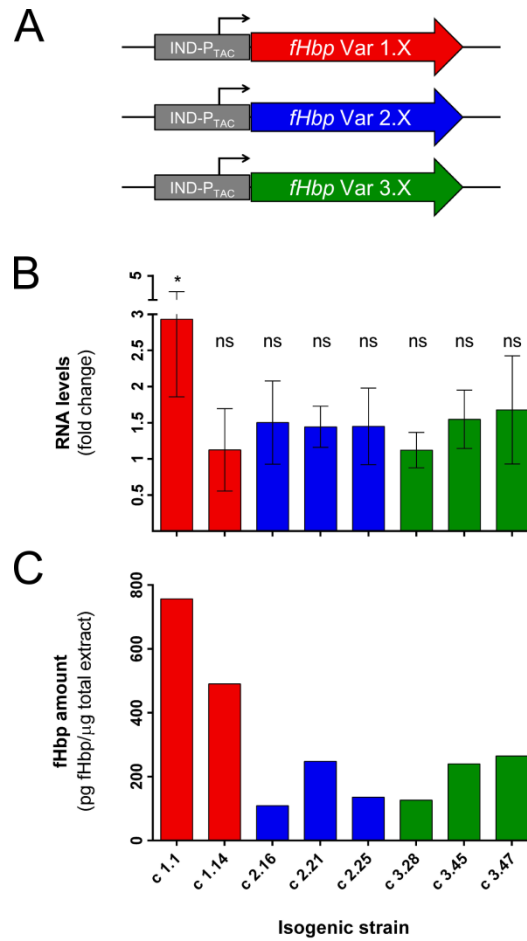 A
IND-PTAC fHbp Var 1.X
IND-PTAC fHbp Var 2.X
IND-PTAC fHbp Var 3.X
B
RNA levels
(fold change)
5
3
2.5
2
1.5
1
0.5
* ns ns ns ns ns ns ns
C
fHbp amount
(pg fHbp/μg total extract)
800
600
400
200
0
c 1.1 c 1.14 c 2.16 c 2.21 c 2.25 c 3.28 c 3.45 c 3.47
Isogenic strain